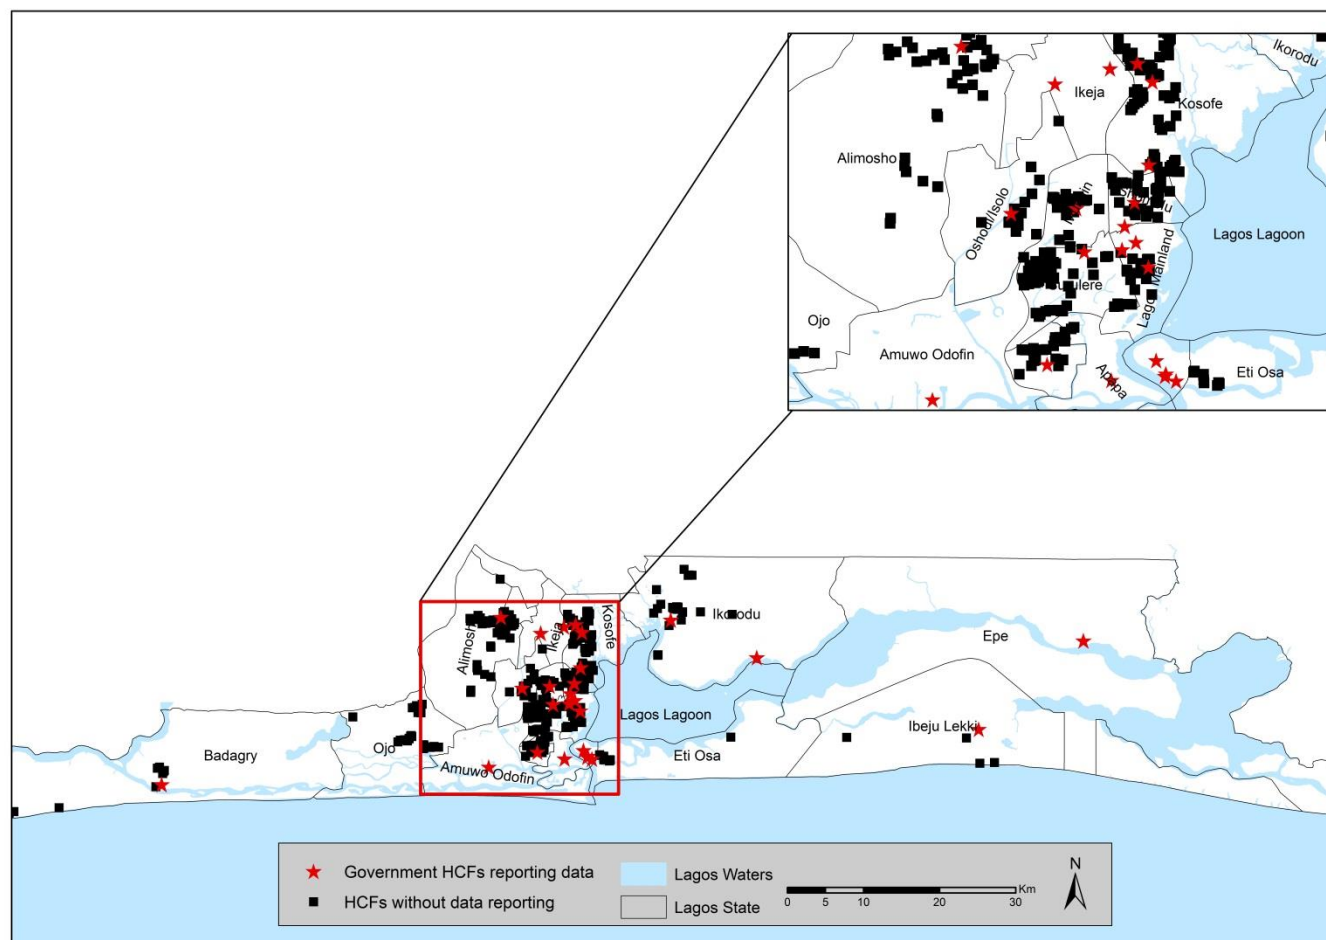 Ikorodu
Ikeja
Kosofe
Alimosho
Oshodi/Isolo
Lagos Mainland
Lagos Lagoon
Ojo
Amuwo Odofin
Apapa
Eti Osa
Kosofe
Ikorodu
Ikeja
Alimosh
Epe
Lagos Lagoon
Ibeju Lekki
Badagry
Ojo
Eti Osa
Amuwo Odofin
Government HCFs reporting data
HCFs without data reporting
Lagos Waters
Lagos State
Km
0 5 10 20 30
N